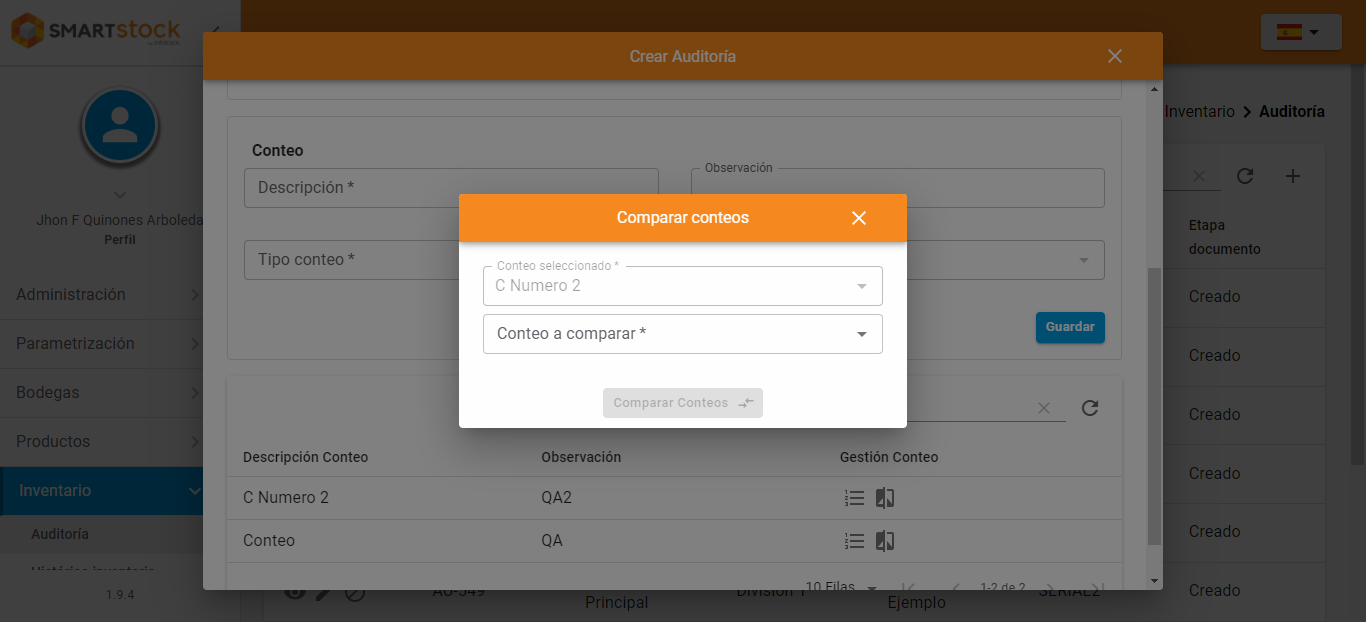 SMARTstock
Crear Auditoría
Inventario
Auditoría
Conteo
Observación
Descripción *
Jhon F Quinones Arboleda
Perfil
Comparar conteos
Etapa
documento
Tipo conteo *
Conteo seleccionado *
C Numero 2
Administración
Creado
Guardar
Conteo a comparar *
Parametrización
Creado
Bodegas
Comparar Conteos
Creado
Productos
Descripción Conteo
Observación
Gestión Conteo
Creado
Inventario
C Numero 2
QA2
Auditoría
Conteo
QA
Creado
Histórico inventario
10 Filas
1-2 de 2
1.9.4
AU-549
Principal
División 1
Ejemplo
SERIAL2
Creado